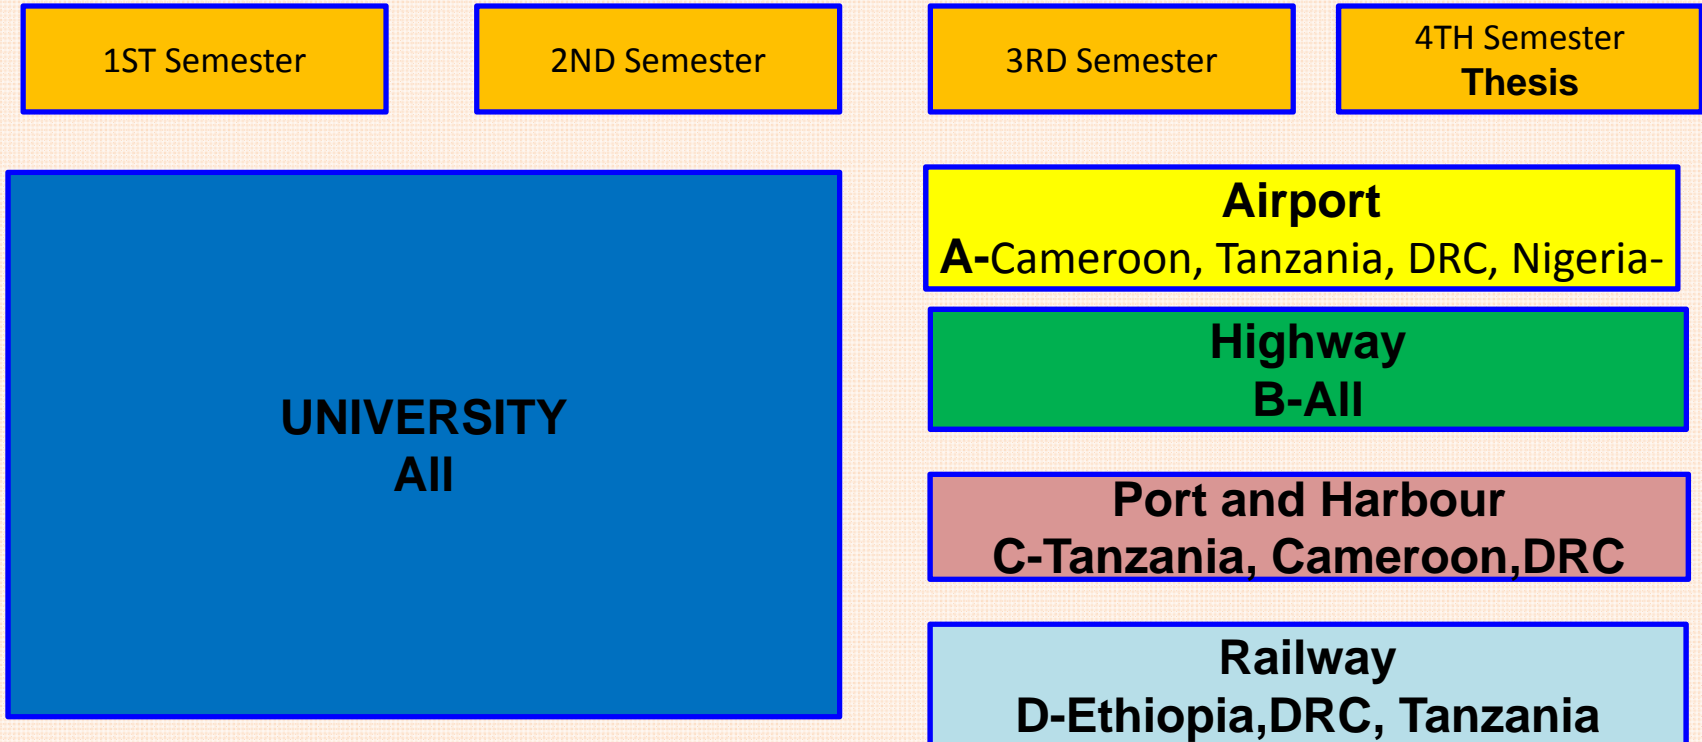 1ST Semester
2ND Semester
3RD Semester
4TH Semester
Thesis
UNIVERSITY
All
Airport
A-Cameroon, Tanzania, DRC, Nigeria-
Highway
B-All
Port and Harbour
C-Tanzania, Cameroon,DRC
Railway
D-Ethiopia,DRC, Tanzania